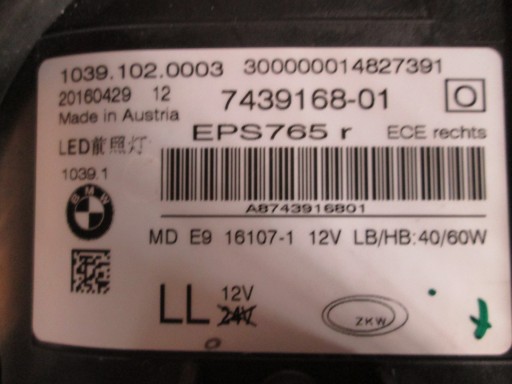 1039.102.0003 300000014827391
20160429 12 7439168-01 O
Made in Austria
EPS765 r ECE rechts
LED前照灯
1039.1
BMW
A8743916801
MD E9 16107-1 12V LB/HB:40/60W
LL 12V
24V
ZKW